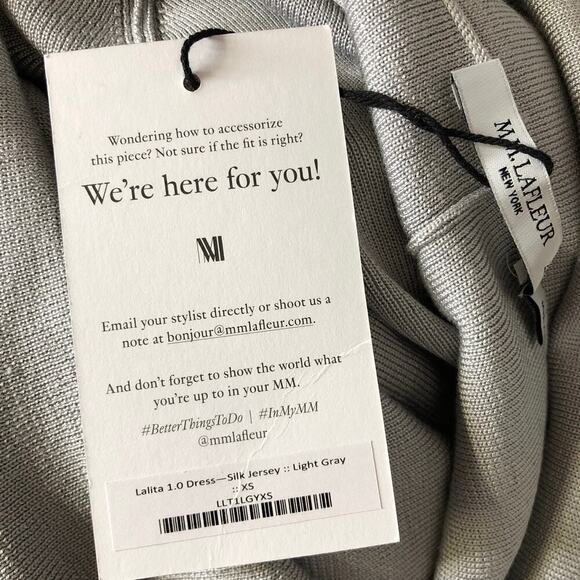 Wondering how to accessorize
this piece? Not sure if the fit is right?
We're here for you!
MM
Email your stylist directly or shoot us a
note at bonjour@mmlafleur.com.
And don't forget to show the world what
you're up to in your MM.
#BetterThingsToDo | #InMyMM
@mmlafleur
Lalita 1.0 Dress—Silk Jersey :: Light Gray
:: XS
LLT1LGYXS
M.M. LAFLEUR
NEW YORK